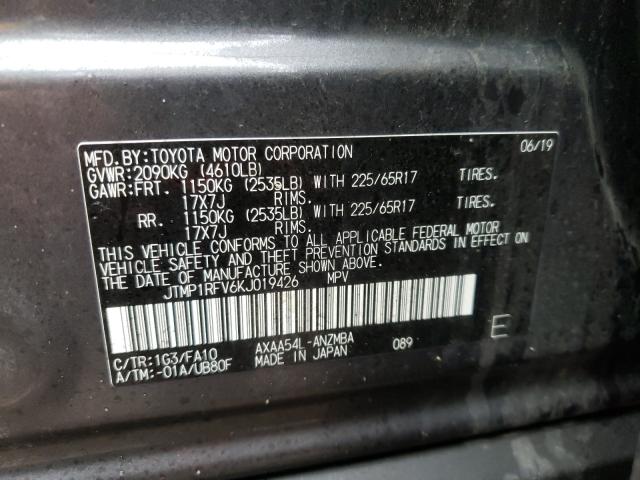 MFD.BY:TOYOTA MOTOR CORPORATION 06/19
GVWR:2090KG (4610LB)
GAWR:FRT. 1150KG (2535LB) WITH 225/65R17 TIRES.
17X7J RIMS.
RR. 1150KG (2535LB) WITH 225/65R17 TIRES.
17X7J RIMS.
THIS VEHICLE CONFORMS TO ALL APPLICABLE FEDERAL MOTOR
VEHICLE SAFETY AND THEFT PREVENTION STANDARDS IN EFFECT ON
THE DATE OF MANUFACTURE SHOWN ABOVE.
JTMP1RFV6KJ019426 MPV
C/TR:1G3/FA10 AXAA54L-ANZMBA 089 E
A/TM:-01A/UB80F MADE IN JAPAN